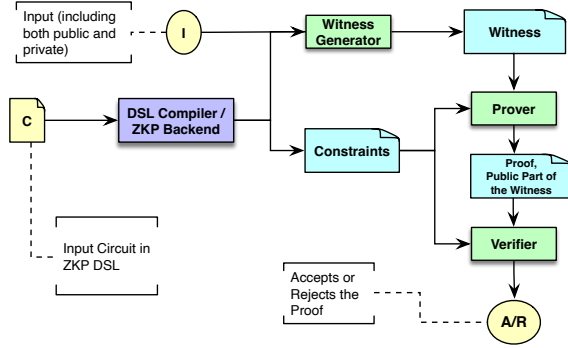 Input (including
both public and
private)
I
Witness
Generator
Witness
C
DSL Compiler /
ZKP Backend
Prover
Constraints
Proof,
Public Part of
the Witness
Input Circuit in
ZKP DSL
Verifier
Accepts or
Rejects the
Proof
A/R